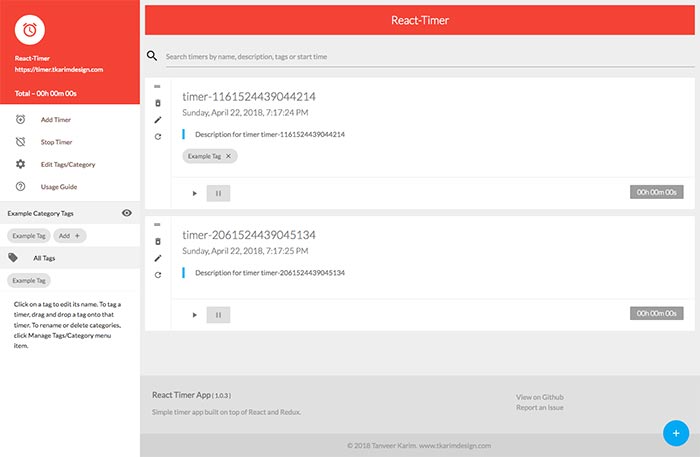 React-Timer
https://timer.tkarimdesign.com
Total – 00h 00m 00s
Add Timer
Stop Timer
Edit Tags/Category
Usage Guide
Example Category Tags
Example Tag
Add +
All Tags
Example Tag
Click on a tag to edit its name. To tag a
timer, drag and drop a tag onto that
timer. To rename or delete categories,
click Manage Tags/Category menu
item.
React-Timer
Search timers by name, description, tags or start time
timer-1161524439044214
Sunday, April 22, 2018, 7:17:24 PM
Description for timer timer-1161524439044214
Example Tag ×
00h 00m 00s
timer-2061524439045134
Sunday, April 22, 2018, 7:17:25 PM
Description for timer timer-2061524439045134
00h 00m 00s
React Timer App ( 1.0.3 )
Simple timer app built on top of React and Redux.
View on Github
Report an Issue
© 2018 Tanveer Karim. www.tkarimdesign.com